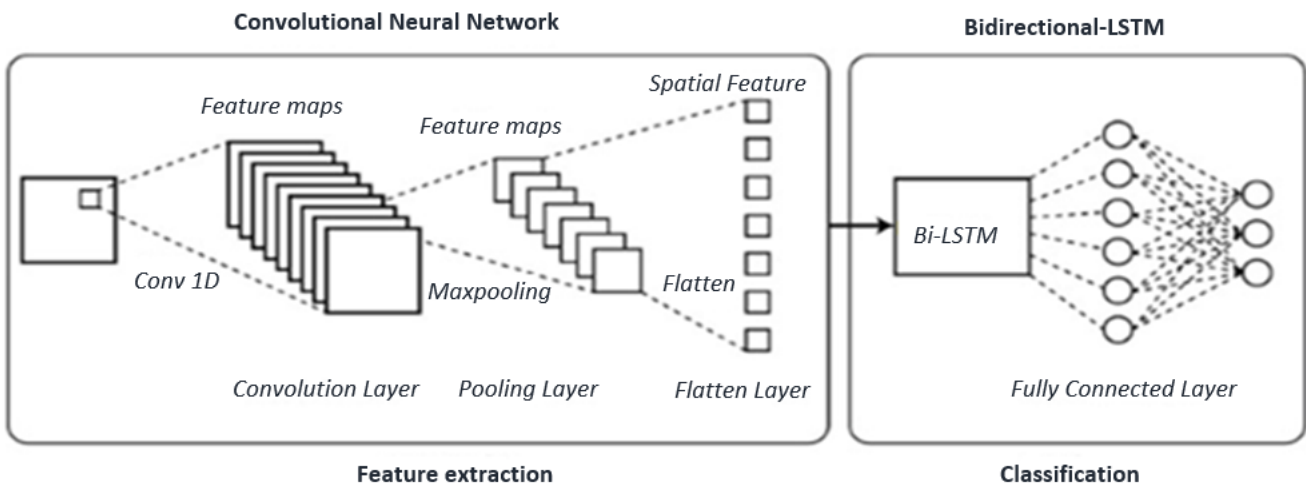 Convolutional Neural Network
Bidirectional-LSTM
Spatial Feature
Feature maps
Feature maps
Bi-LSTM
Conv 1D
Maxpooling
Flatten
Convolution Layer
Pooling Layer
Flatten Layer
Fully Connected Layer
Feature extraction
Classification